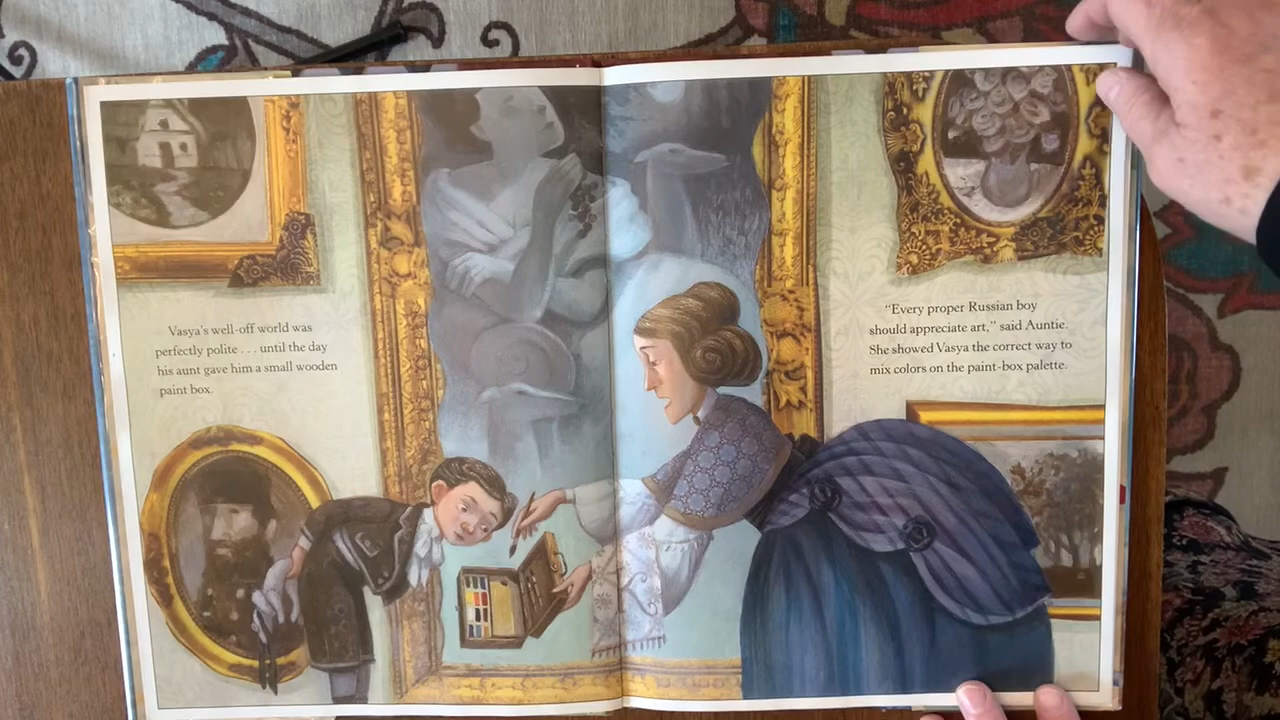 Vasya's well-off world was
perfectly polite . . . until the day
his aunt gave him a small wooden
paint box.
"Every proper Russian boy
should appreciate art," said Auntie.
She showed Vasya the correct way to
mix colors on the paint-box palette.